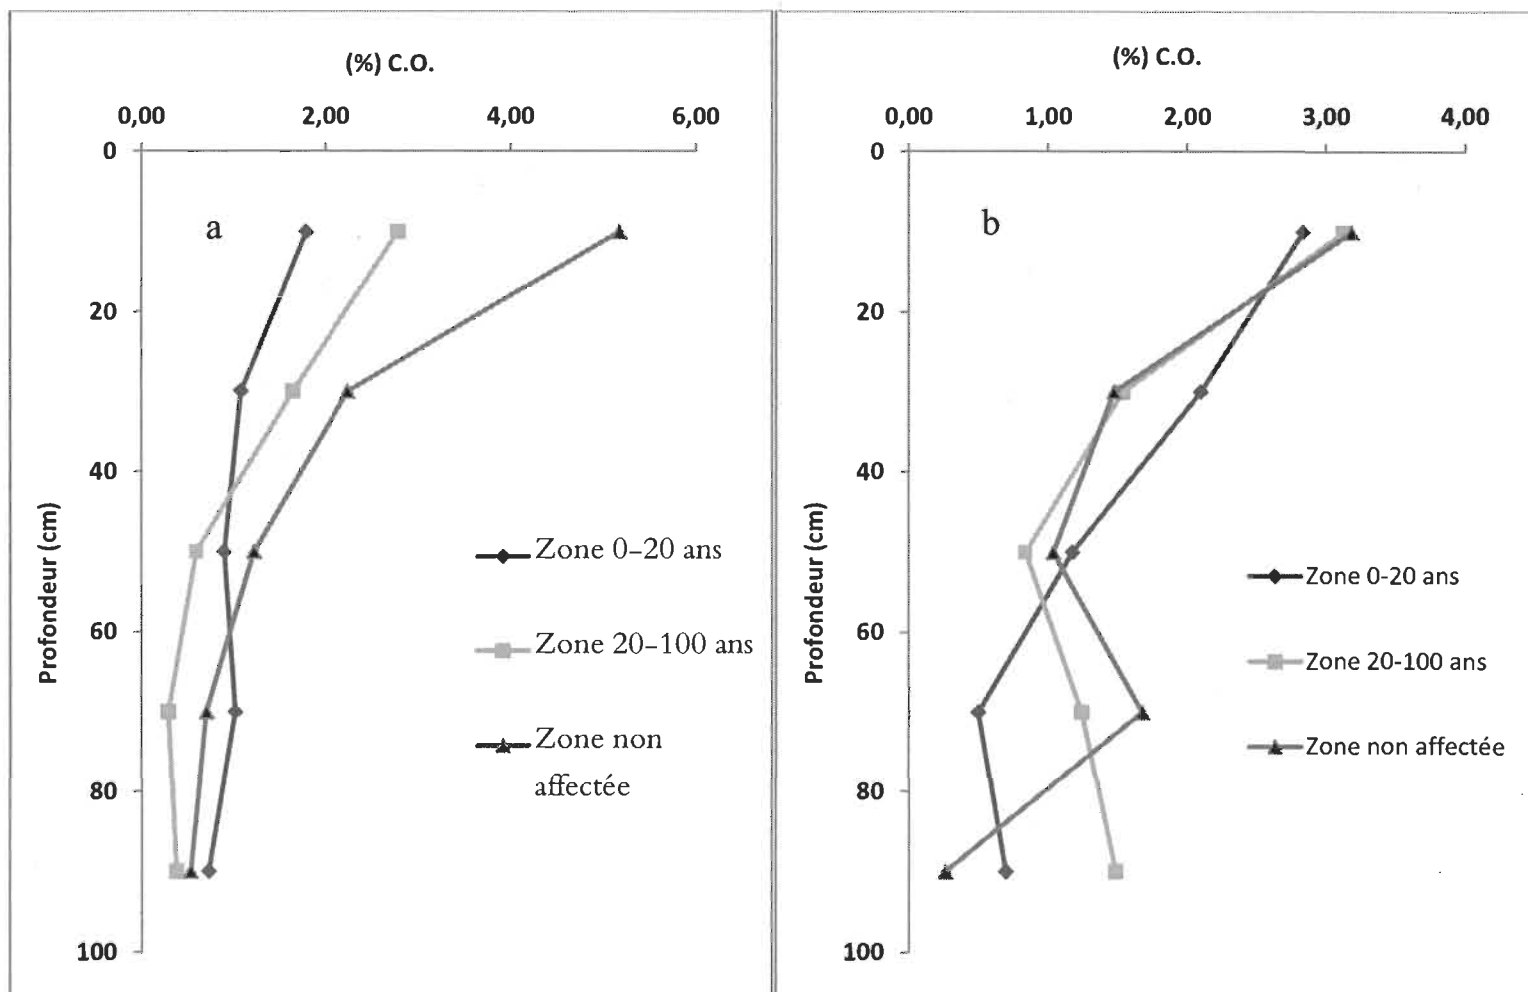 (%) C.O.
0,00 2,00 4,00 6,00
0
20
40
60
80
100
Profondeur (cm)
a
Zone 0–20 ans
Zone 20–100 ans
Zone non
affectée
(%) C.O.
0,00 1,00 2,00 3,00 4,00
0
20
40
60
80
100
Profondeur (cm)
b
Zone 0-20 ans
Zone 20-100 ans
Zone non affectée